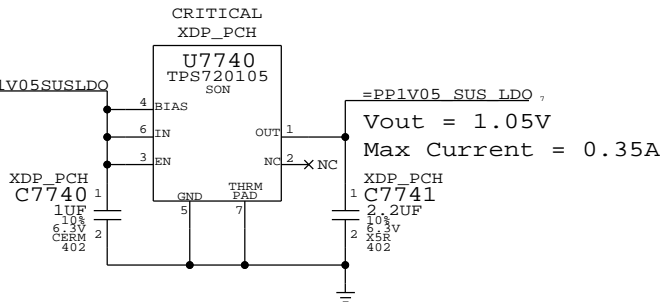 CRITICAL
XDP_PCH
U7740
TPS720105
SON
1V05SUSLDO
4 BIAS
6 IN
3 EN
OUT 1
NC 2 NC
GND
5
THRM
PAD
7
=PP1V05_SUS_LDO 7
Vout = 1.05V
Max Current = 0.35A
XDP_PCH
C7740 1
1UF
10%
6.3V
CERM
402
2
XDP_PCH
1 C7741
2.2UF
10%
6.3V
X5R
402
2